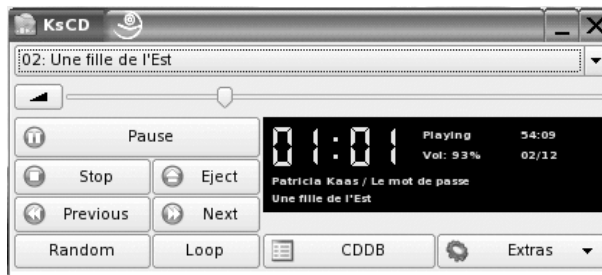 KsCD
02: Une fille de l'Est
Pause
01:01 Playing 54:09
Vol: 93% 02/12
Stop Eject
Patricia Kaas / Le mot de passe
Une fille de l'Est
Previous Next
Random Loop CDDB Extras